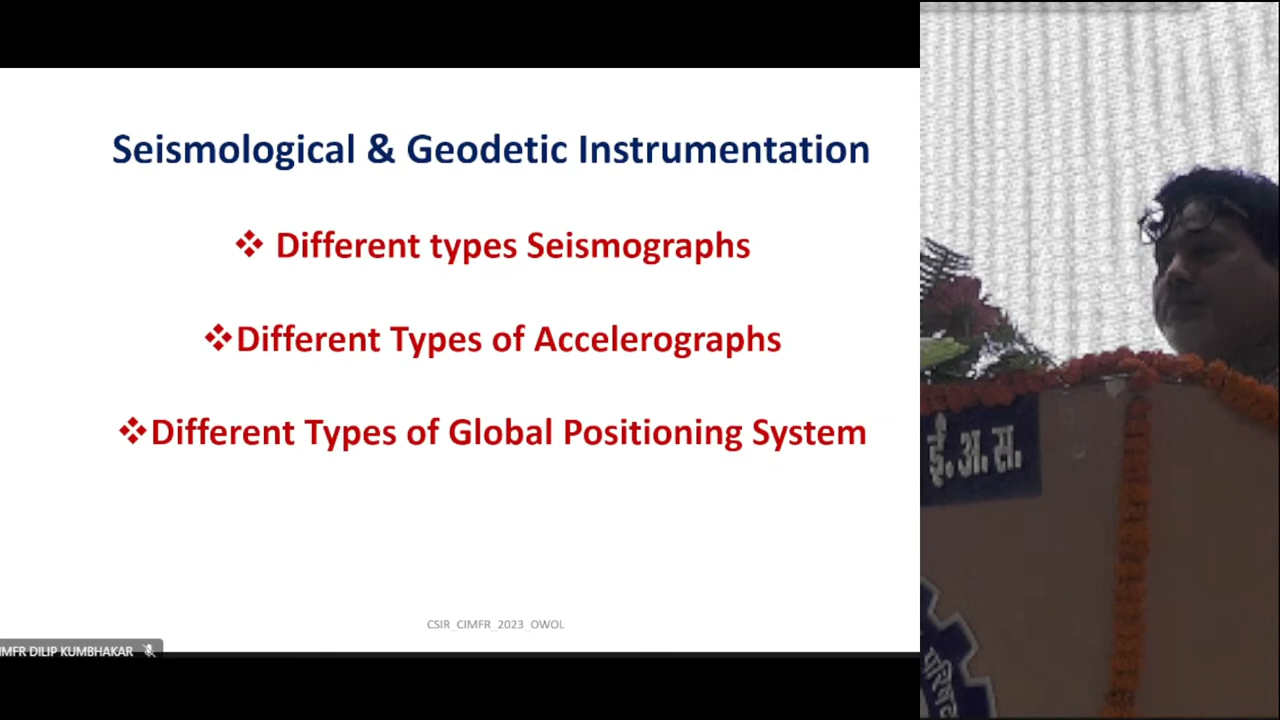 Seismological & Geodetic Instrumentation
❖ Different types Seismographs
❖Different Types of Accelerographs
❖Different Types of Global Positioning System
CSIR_CIMFR_2023_OWOL
IMFR DILIP KUMBHAKAR
ई.अ.स.